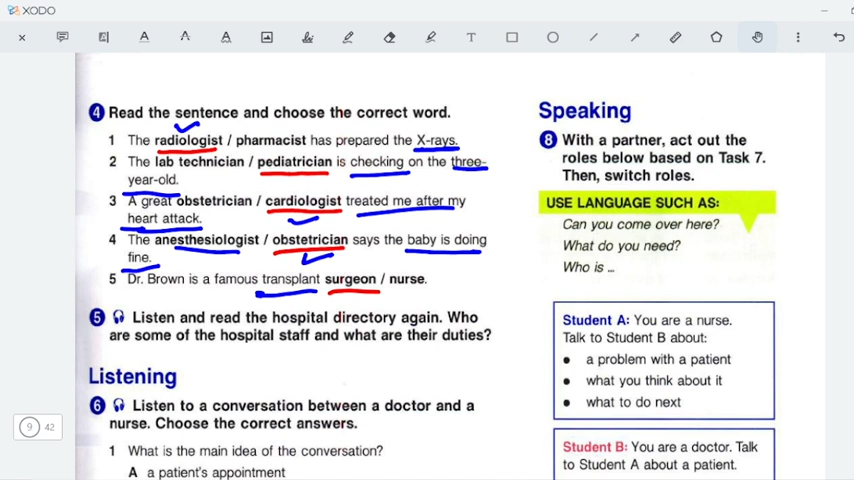 XODO
4 Read the sentence and choose the correct word.
1 The radiologist / pharmacist has prepared the X-rays.
2 The lab technician / pediatrician is checking on the three-
year-old.
3 A great obstetrician / cardiologist treated me after my
heart attack.
4 The anesthesiologist / obstetrician says the baby is doing
fine.
5 Dr. Brown is a famous transplant surgeon / nurse.
5 Listen and read the hospital directory again. Who
are some of the hospital staff and what are their duties?
Listening
6 Listen to a conversation between a doctor and a
nurse. Choose the correct answers.
1 What is the main idea of the conversation?
A a patient's appointment
Speaking
8 With a partner, act out the
roles below based on Task 7.
Then, switch roles.
USE LANGUAGE SUCH AS:
Can you come over here?
What do you need?
Who is ...
Student A: You are a nurse.
Talk to Student B about:
• a problem with a patient
• what you think about it
• what to do next
Student B: You are a doctor. Talk
to Student A about a patient.
9 42